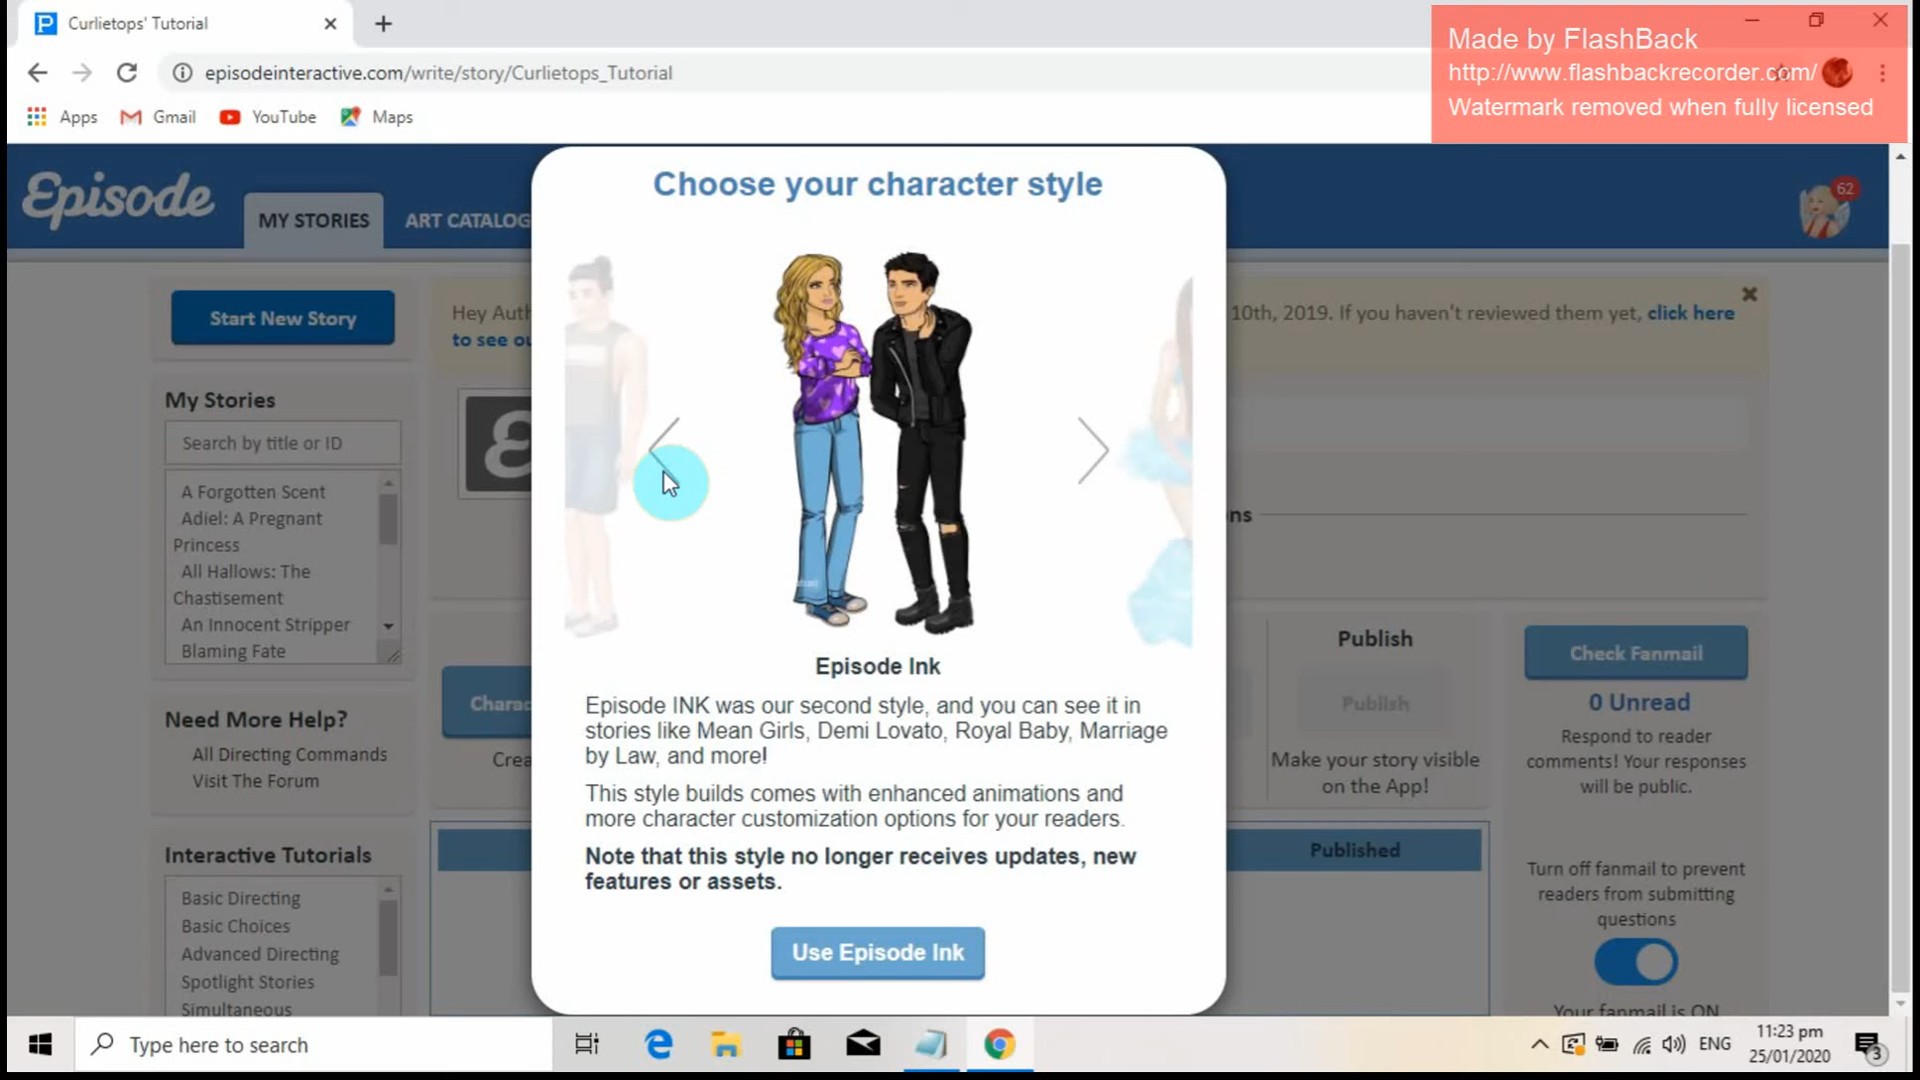 Curlietops' Tutorial
Made by FlashBack
http://www.flashbackrecorder.com/
Watermark removed when fully licensed
episodeinteractive.com/write/story/Curlietops_Tutorial
Apps
Gmail
YouTube
Maps
Episode
MY STORIES
ART CATALOG
62
Choose your character style
Start New Story
Hey Auth
10th, 2019. If you haven't reviewed them yet, click here
to see ou
My Stories
Search by title or ID
A Forgotten Scent
Adiel: A Pregnant
Princess
All Hallows: The
Chastisement
An Innocent Stripper
Blaming Fate
ns
Episode Ink
Episode INK was our second style, and you can see it in
stories like Mean Girls, Demi Lovato, Royal Baby, Marriage
by Law, and more!
This style builds comes with enhanced animations and
more character customization options for your readers.
Note that this style no longer receives updates, new
features or assets.
Use Episode Ink
Charac
Crea
Publish
Publish
Make your story visible
on the App!
Check Fanmail
0 Unread
Respond to reader
comments! Your responses
will be public.
Need More Help?
All Directing Commands
Visit The Forum
Interactive Tutorials
Basic Directing
Basic Choices
Advanced Directing
Spotlight Stories
Simultaneous
Published
Turn off fanmail to prevent
readers from submitting
questions
Your fanmail is ON
Type here to search
ENG
11:23 pm
25/01/2020
3